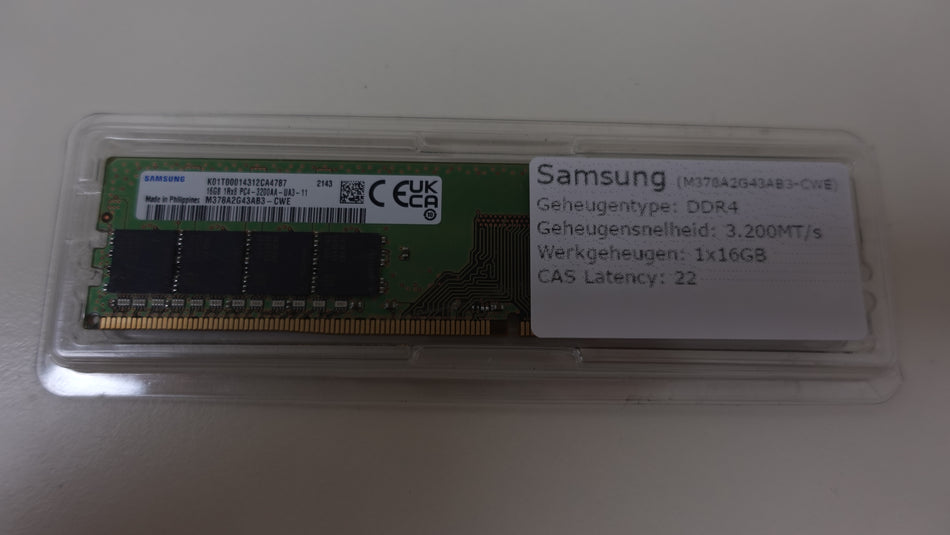 SAMSUNG
K01T00014312CA4787 2143
16GB 1Rx8 PC4-3200AA-UA3-11
Made in Philippines M378A2G43AB3-CWE
CE UK
CA
Samsung (M378A2G43AB3-CWE)
Geheugentype: DDR4
Geheugensnelheid: 3.200MT/s
Werkgeheugen: 1x16GB
CAS Latency: 22